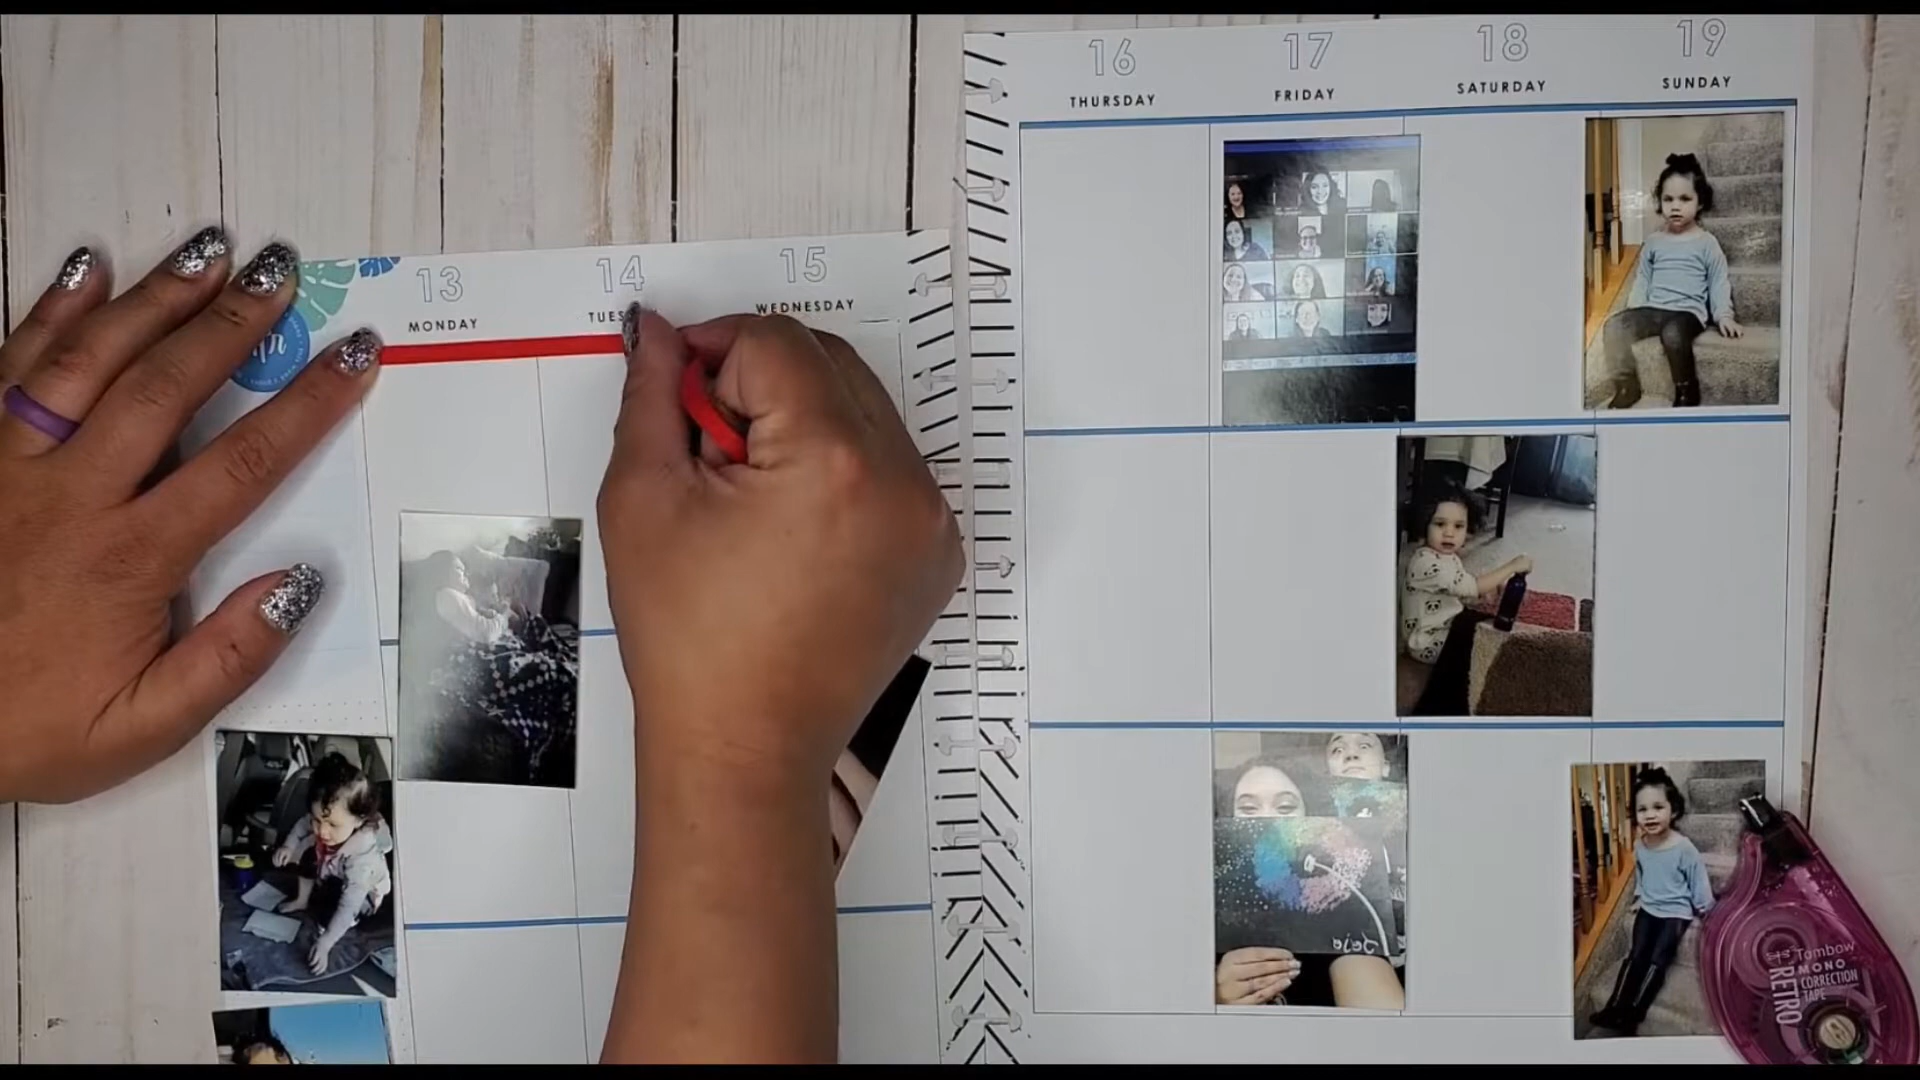 13
14
15
MONDAY
TUES
WEDNESDAY
16
17
18
19
THURSDAY
FRIDAY
SATURDAY
SUNDAY
Jaja
Tombow
MONO
CORRECTION
TAPE
RETRO